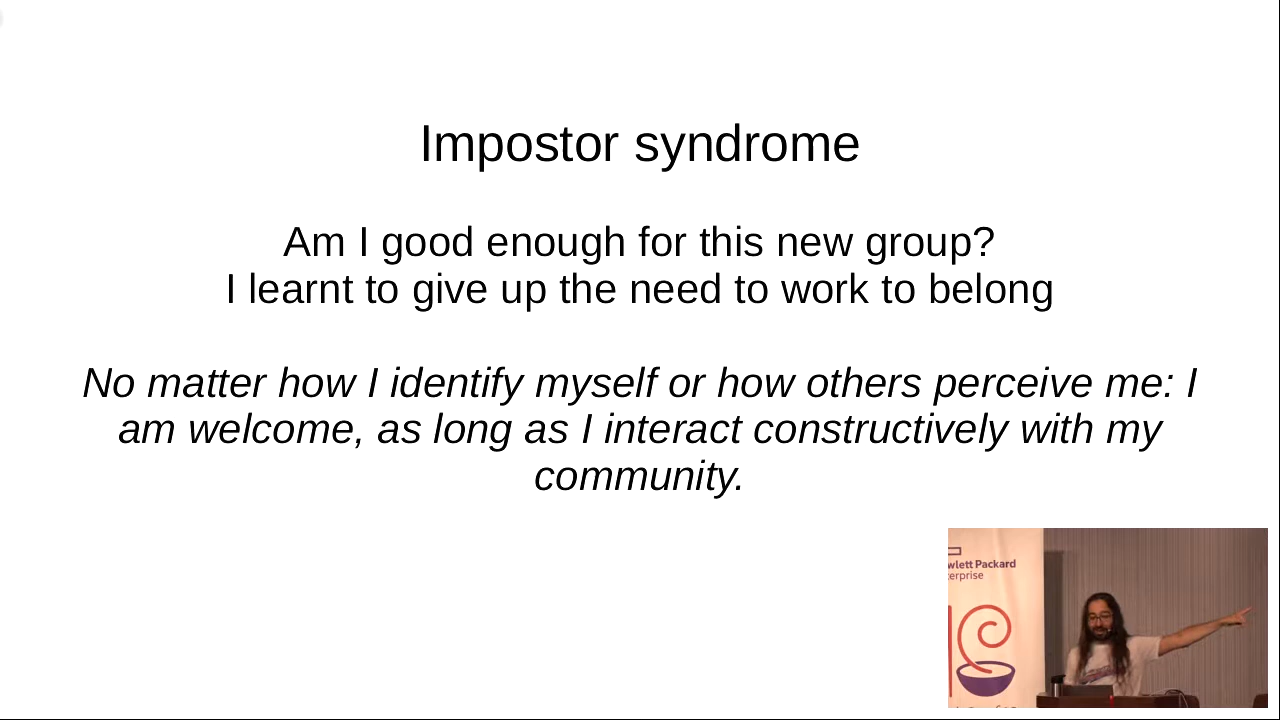 Impostor syndrome
Am I good enough for this new group?
I learnt to give up the need to work to belong
No matter how I identify myself or how others perceive me: I
am welcome, as long as I interact constructively with my
community.
wlett Packard
erprise